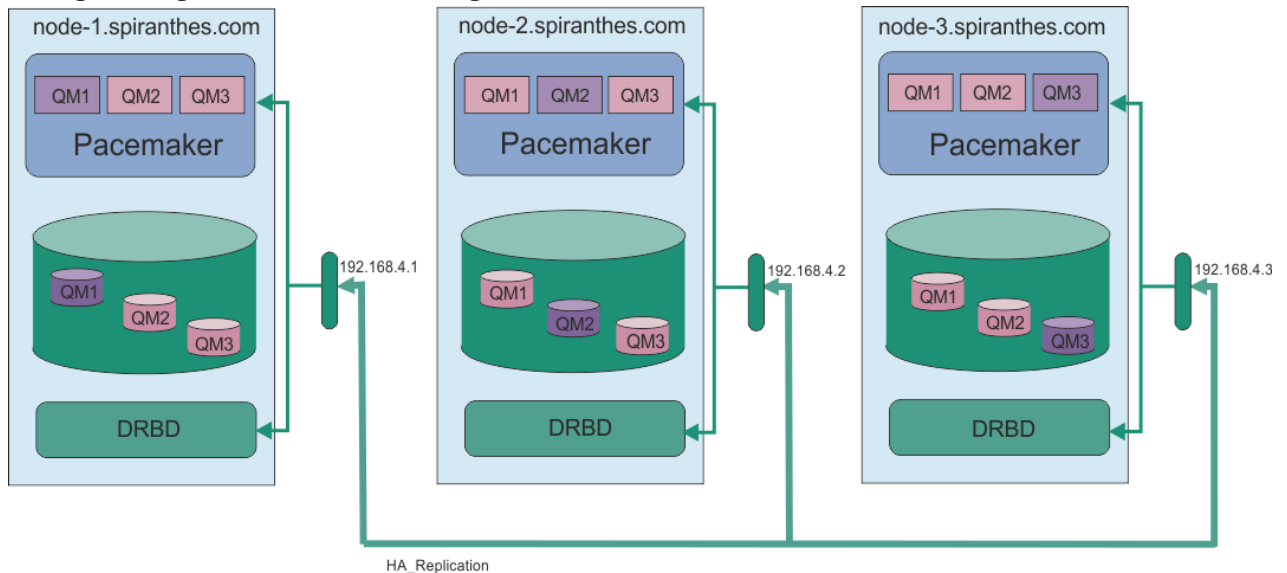 node-1.spiranthes.com
QM1 QM2 QM3
Pacemaker
QM1
QM2
QM3
DRBD
192.168.4.1
node-2.spiranthes.com
QM1 QM2 QM3
Pacemaker
QM1
QM2
QM3
DRBD
192.168.4.2
node-3.spiranthes.com
QM1 QM2 QM3
Pacemaker
QM1
QM2
QM3
DRBD
192.168.4.3
HA_Replication